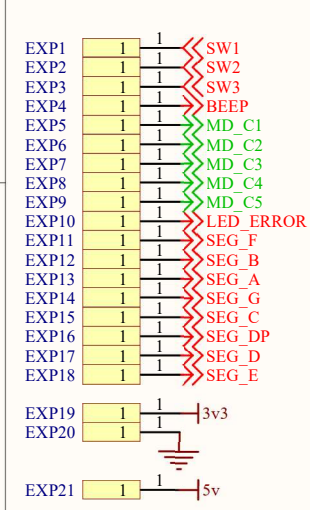 EXP1 1 1 SW1
EXP2 1 1 SW2
EXP3 1 1 SW3
EXP4 1 1 BEEP
EXP5 1 1 MD_C1
EXP6 1 1 MD_C2
EXP7 1 1 MD_C3
EXP8 1 1 MD_C4
EXP9 1 1 MD_C5
EXP10 1 1 LED_ERROR
EXP11 1 1 SEG_F
EXP12 1 1 SEG_B
EXP13 1 1 SEG_A
EXP14 1 1 SEG_G
EXP15 1 1 SEG_C
EXP16 1 1 SEG_DP
EXP17 1 1 SEG_D
EXP18 1 1 SEG_E
EXP19 1 1 3v3
EXP20 1 1
EXP21 1 1 5v